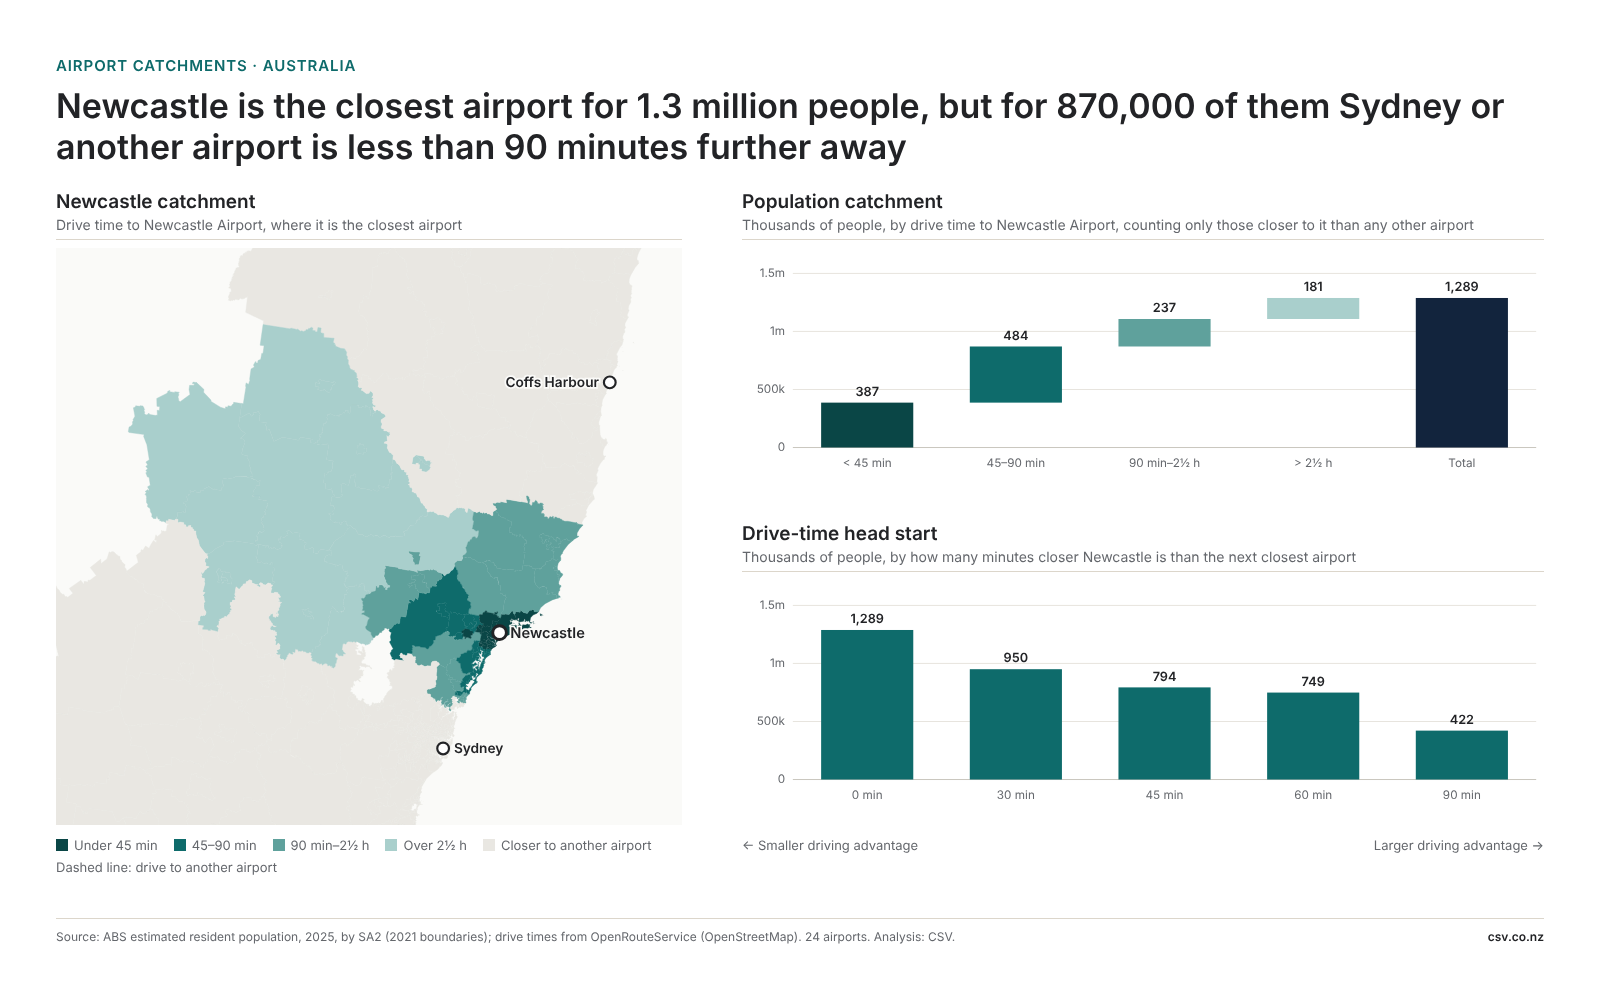 AIRPORT CATCHMENTS · AUSTRALIA
Newcastle is the closest airport for 1.3 million people, but for 870,000 of them Sydney or
another airport is less than 90 minutes further away
Newcastle catchment
Drive time to Newcastle Airport, where it is the closest airport
Coffs Harbour
Newcastle
Sydney
Under 45 min
45–90 min
90 min–2½ h
Over 2½ h
Closer to another airport
Dashed line: drive to another airport
Population catchment
Thousands of people, by drive time to Newcastle Airport, counting only those closer to it than any other airport
1.5m
1m
500k
0
387
484
237
181
1,289
< 45 min
45–90 min
90 min–2½ h
> 2½ h
Total
Drive-time head start
Thousands of people, by how many minutes closer Newcastle is than the next closest airport
1.5m
1m
500k
0
1,289
950
794
749
422
0 min
30 min
45 min
60 min
90 min
← Smaller driving advantage
Larger driving advantage →
Source: ABS estimated resident population, 2025, by SA2 (2021 boundaries); drive times from OpenRouteService (OpenStreetMap). 24 airports. Analysis: CSV.
csv.co.nz